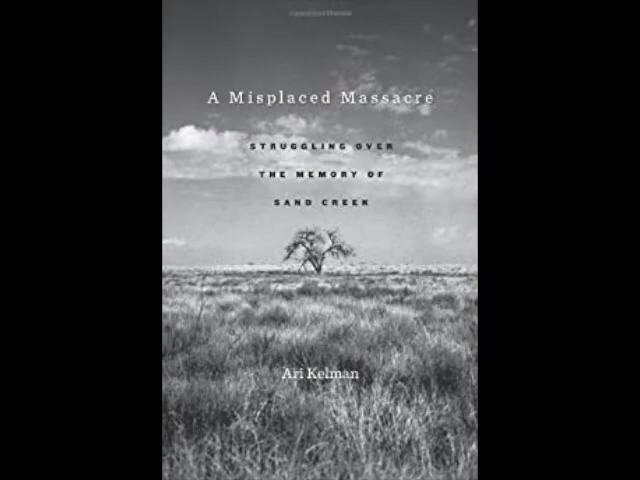 A Misplaced Massacre
STRUGGLING OVER
THE MEMORY OF
SAND CREEK
Ari Kelman